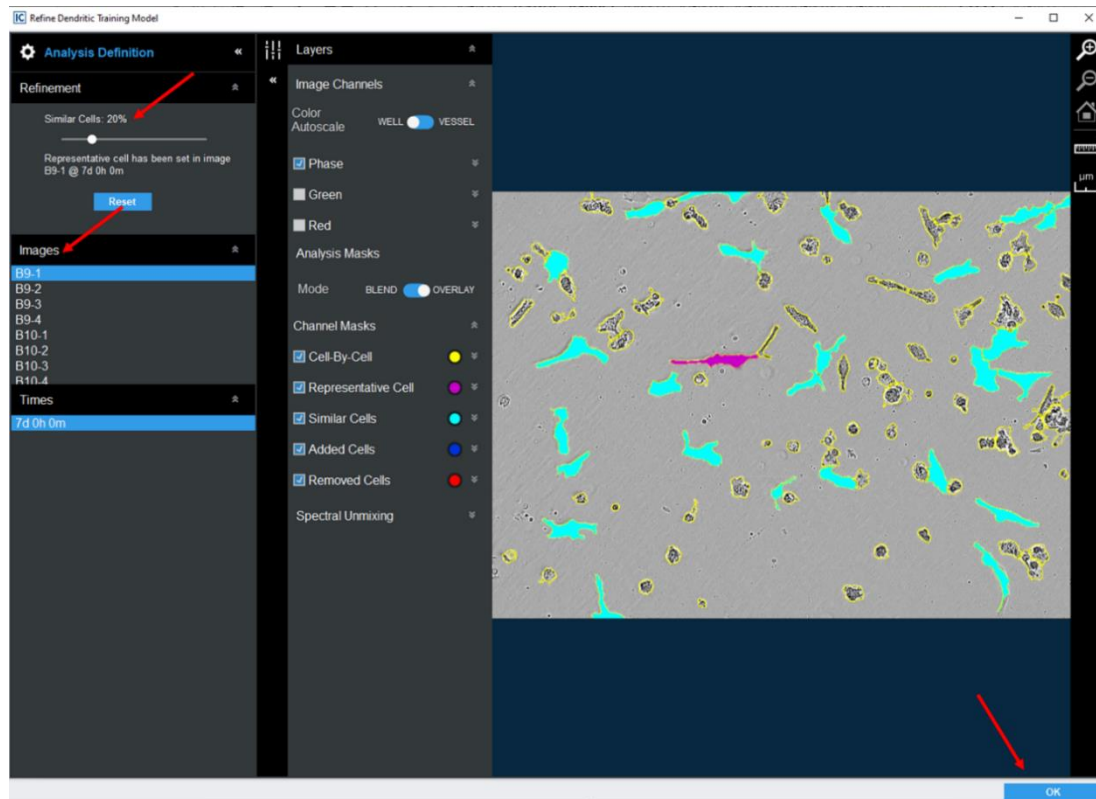 IC Refine Dendritic Training Model
Analysis Definition
Refinement
Similar Cells: 20%
Representative cell has been set in image
B9-1 @ 7d 0h 0m
Reset
Images
B9-1
B9-2
B9-3
B9-4
B10-1
B10-2
B10-3
B10-4
Times
7d 0h 0m
Layers
Image Channels
Color
Autoscale
WELL VESSEL
Phase
Green
Red
Analysis Masks
Mode BLEND OVERLAY
Channel Masks
Cell-By-Cell
Representative Cell
Similar Cells
Added Cells
Removed Cells
Spectral Unmixing
µm
OK